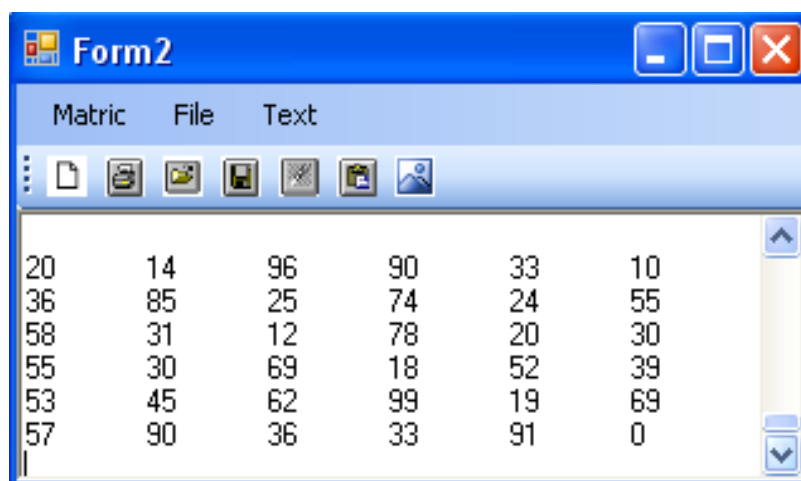 Form2
Matric File Text
20 14 96 90 33 10
36 85 25 74 24 55
58 31 12 78 20 30
55 30 69 18 52 39
53 45 62 99 19 69
57 90 36 33 91 0